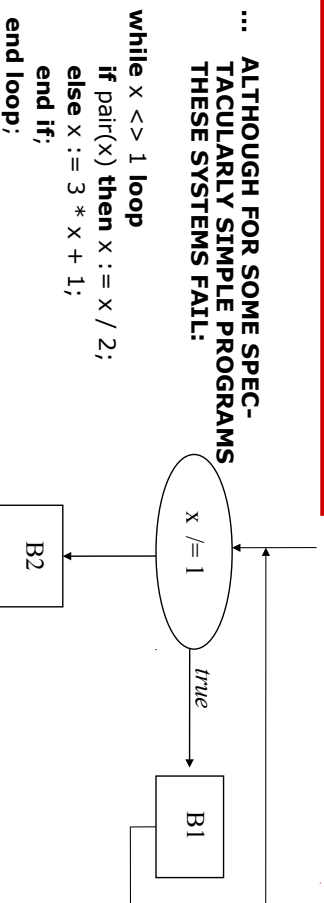 ... ALTHOUGH FOR SOME SPEC-
TACULARLY SIMPLE PROGRAMS
THESE SYSTEMS FAIL:
while x <> 1 loop
if pair(x) then x := x / 2;
else x := 3 * x + 1;
end if;
end loop;
x /= 1
true
B1
B2